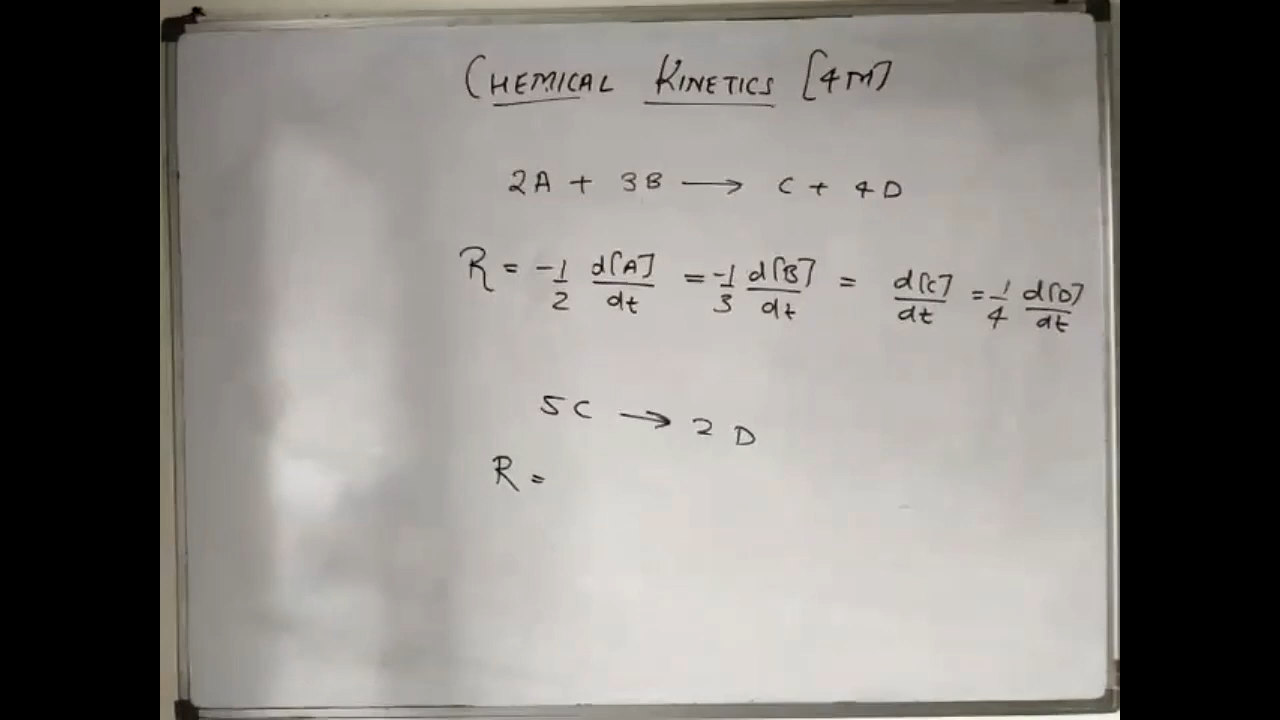 CHEMICAL KINETICS [4M]
2A + 3B → C + 4D
R = -1/2 d[A]/dt = -1/3 d[B]/dt = d[C]/dt = 1/4 d[D]/dt
5C → 2D
R =